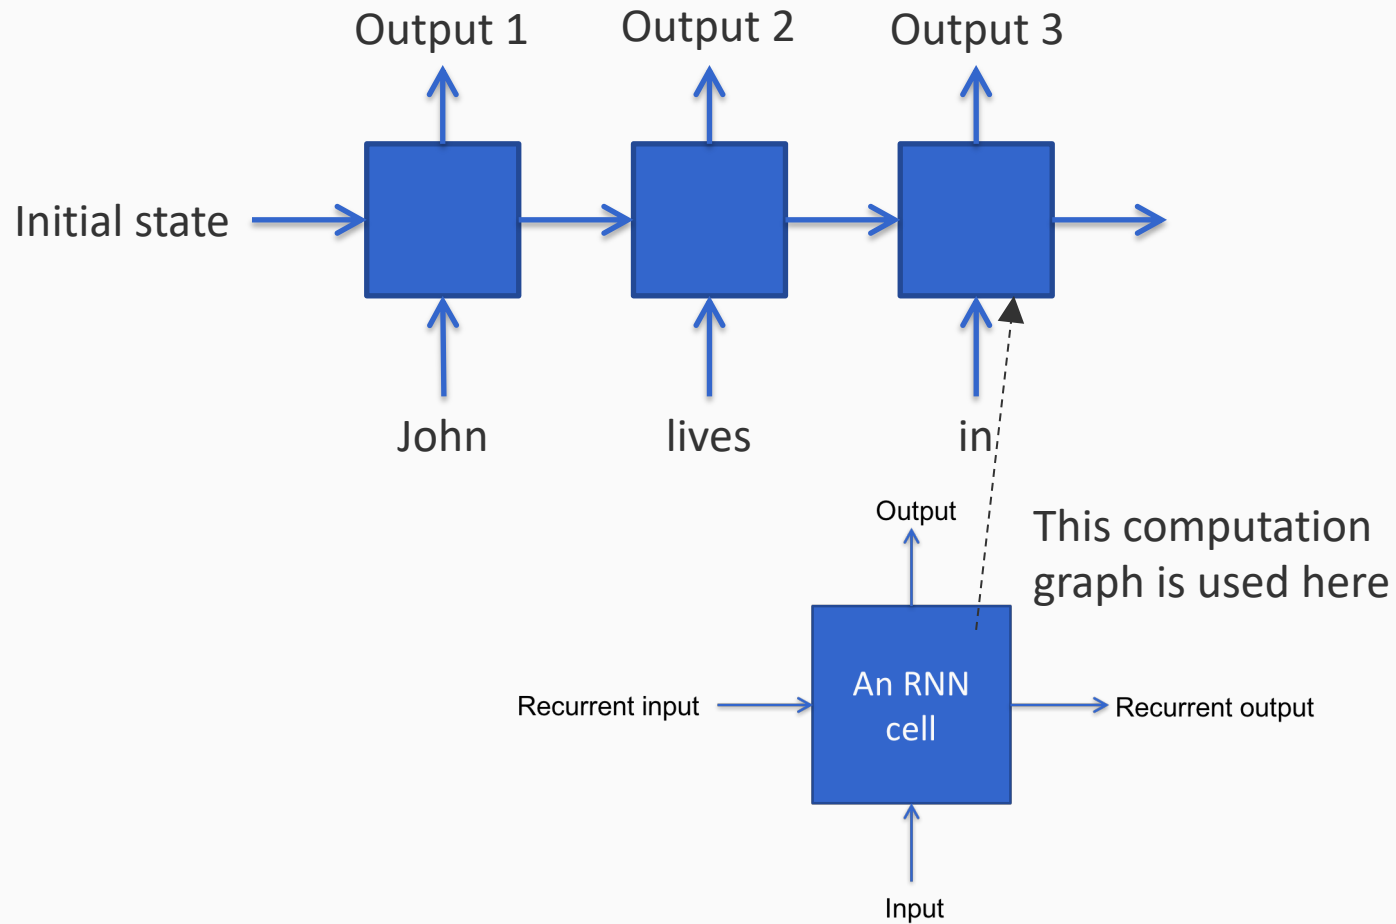 Output 1
Output 2
Output 3
Initial state
John
lives
in
Output
This computation
graph is used here
An RNN
cell
Recurrent input
Recurrent output
Input